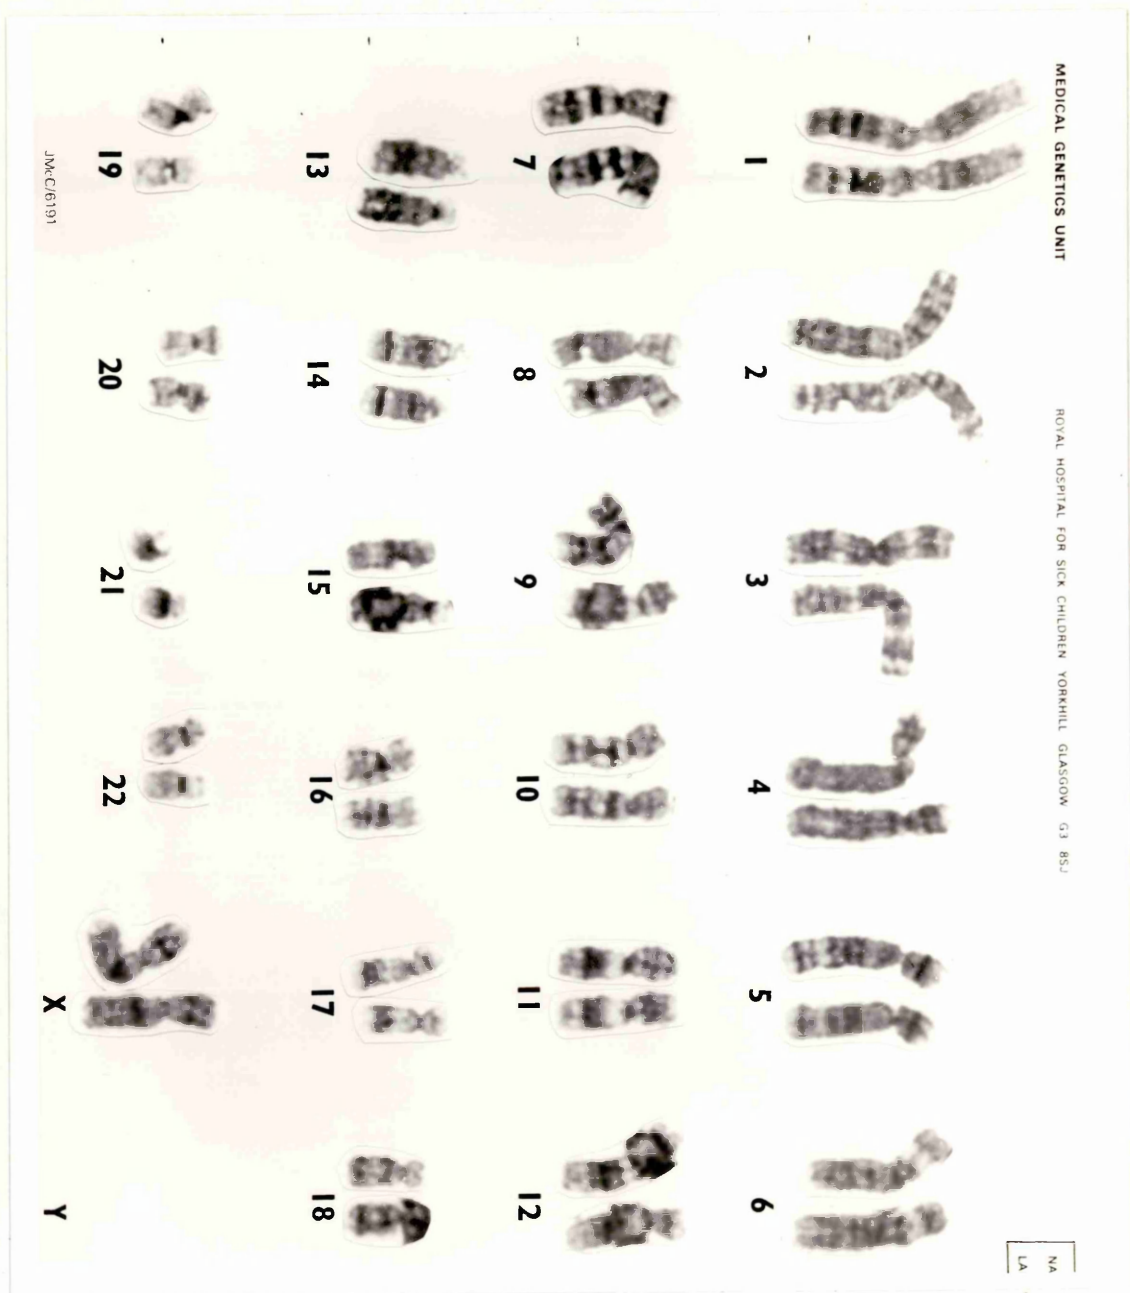 MEDICAL GENETICS UNIT
ROYAL HOSPITAL FOR SICK CHILDREN YORKHILL GLASGOW G3 8SJ
NA
LA
1 2 3 4 5 6
7 8 9 10 11 12
13 14 15 16 17 18
19 20 21 22 X Y
JMcC/6191